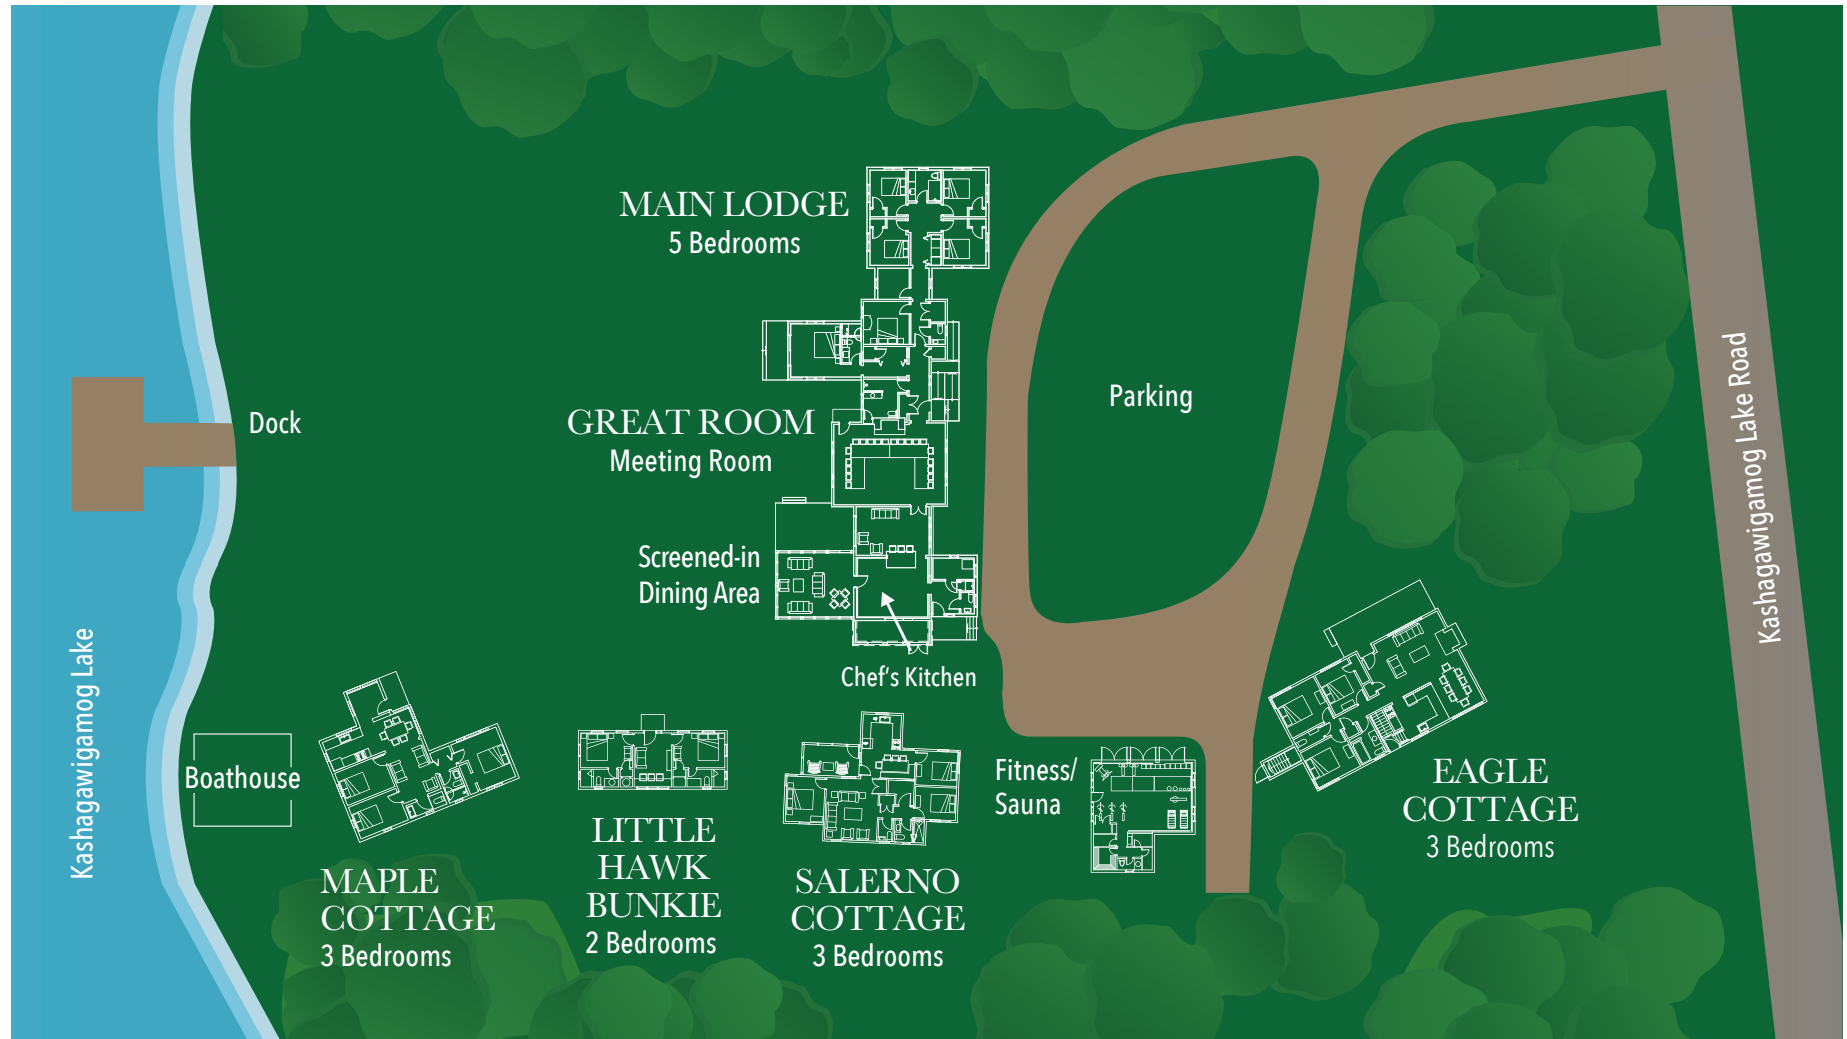 MAIN LODGE
5 Bedrooms
GREAT ROOM
Meeting Room
Screened-in
Dining Area
Chef's Kitchen
Parking
Dock
Kashagawigamog Lake Road
Kashagawigamog Lake
Boathouse
MAPLE
COTTAGE
3 Bedrooms
LITTLE
HAWK
BUNKIE
2 Bedrooms
SALERNO
COTTAGE
3 Bedrooms
Fitness/
Sauna
EAGLE
COTTAGE
3 Bedrooms